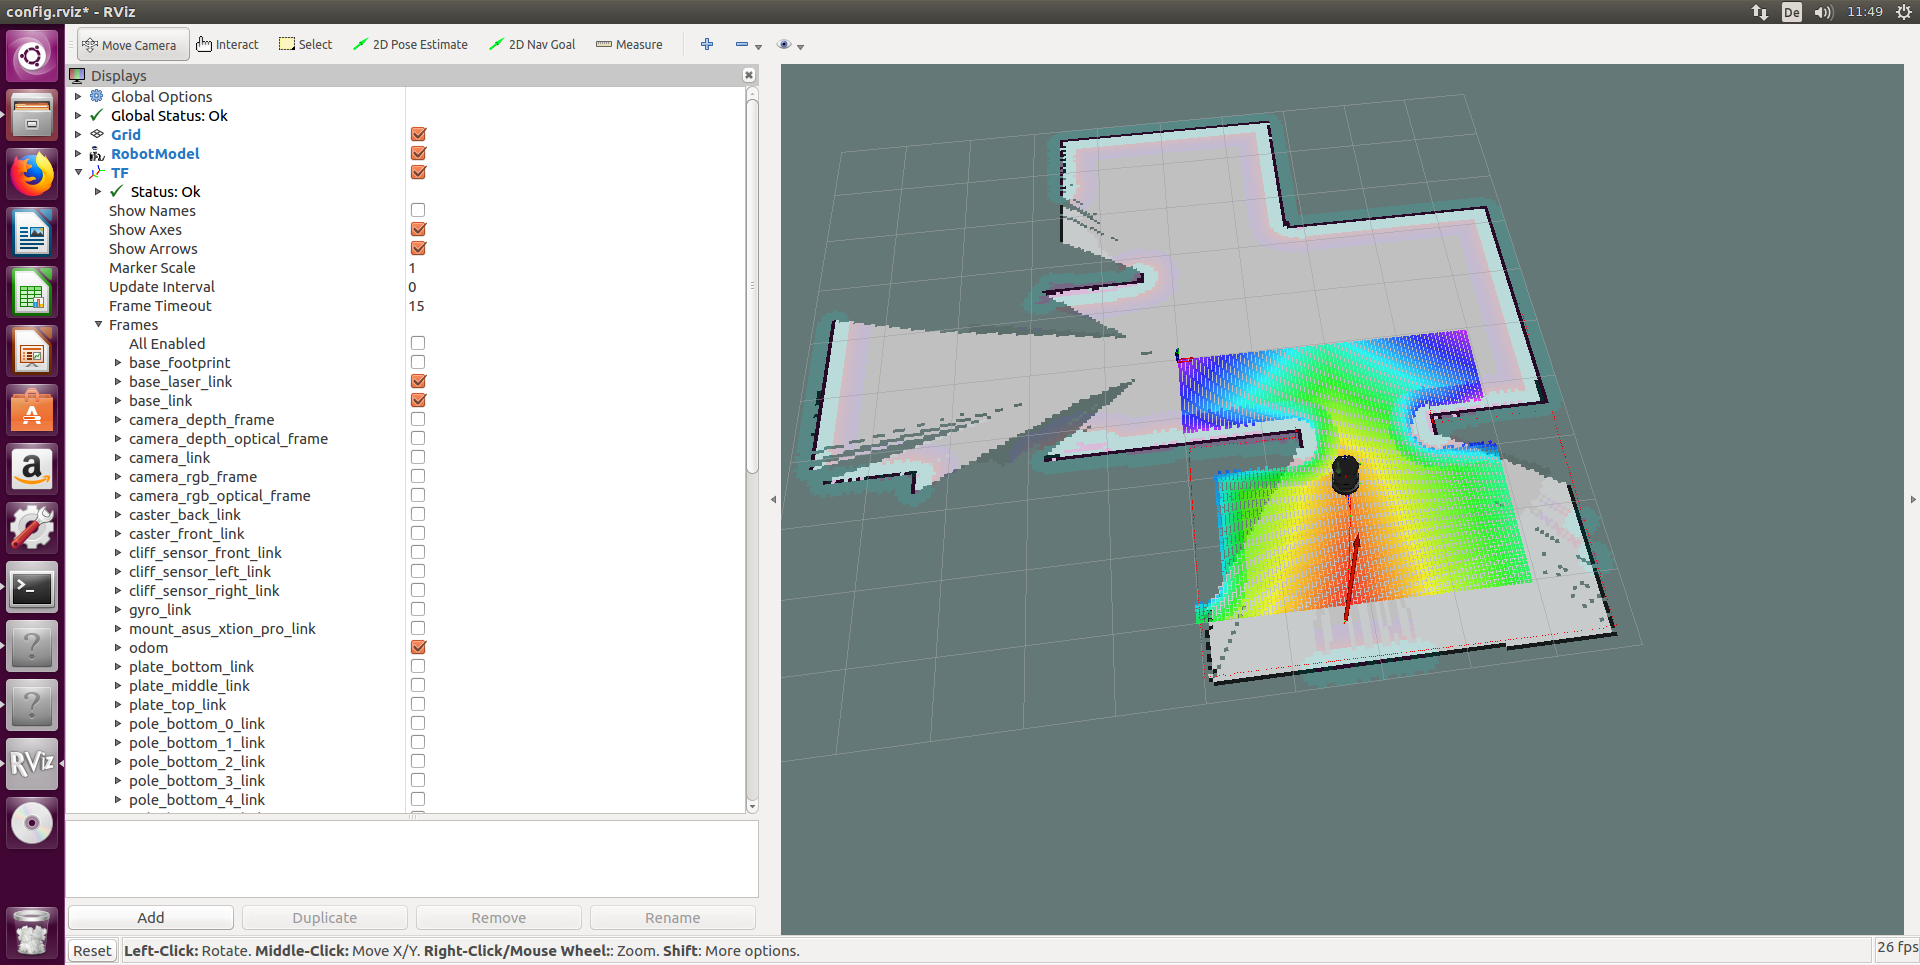 config.rviz* - RViz
De
11:49
Move Camera
Interact
Select
2D Pose Estimate
2D Nav Goal
Measure
Displays
Global Options
Global Status: Ok
Grid
RobotModel
TF
Status: Ok
Show Names
Show Axes
Show Arrows
Marker Scale 1
Update Interval 0
Frame Timeout 15
Frames
All Enabled
base_footprint
base_laser_link
base_link
camera_depth_frame
camera_depth_optical_frame
camera_link
camera_rgb_frame
camera_rgb_optical_frame
caster_back_link
caster_front_link
cliff_sensor_front_link
cliff_sensor_left_link
cliff_sensor_right_link
gyro_link
mount_asus_xtion_pro_link
odom
plate_bottom_link
plate_middle_link
plate_top_link
pole_bottom_0_link
pole_bottom_1_link
pole_bottom_2_link
pole_bottom_3_link
pole_bottom_4_link
RViz
Add
Duplicate
Remove
Rename
Reset
Left-Click: Rotate. Middle-Click: Move X/Y. Right-Click/Mouse Wheel:: Zoom. Shift: More options.
26 fps